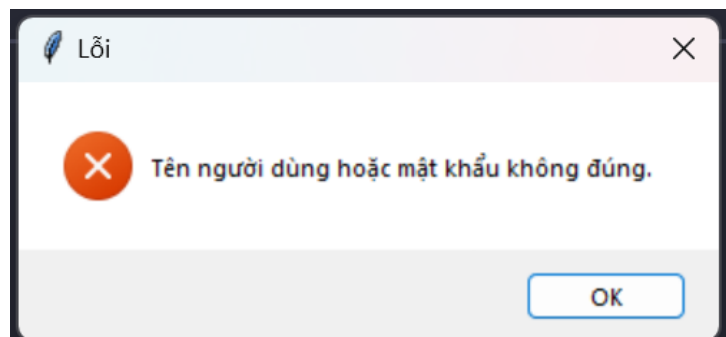 Lỗi
Tên người dùng hoặc mật khẩu không đúng.
OK